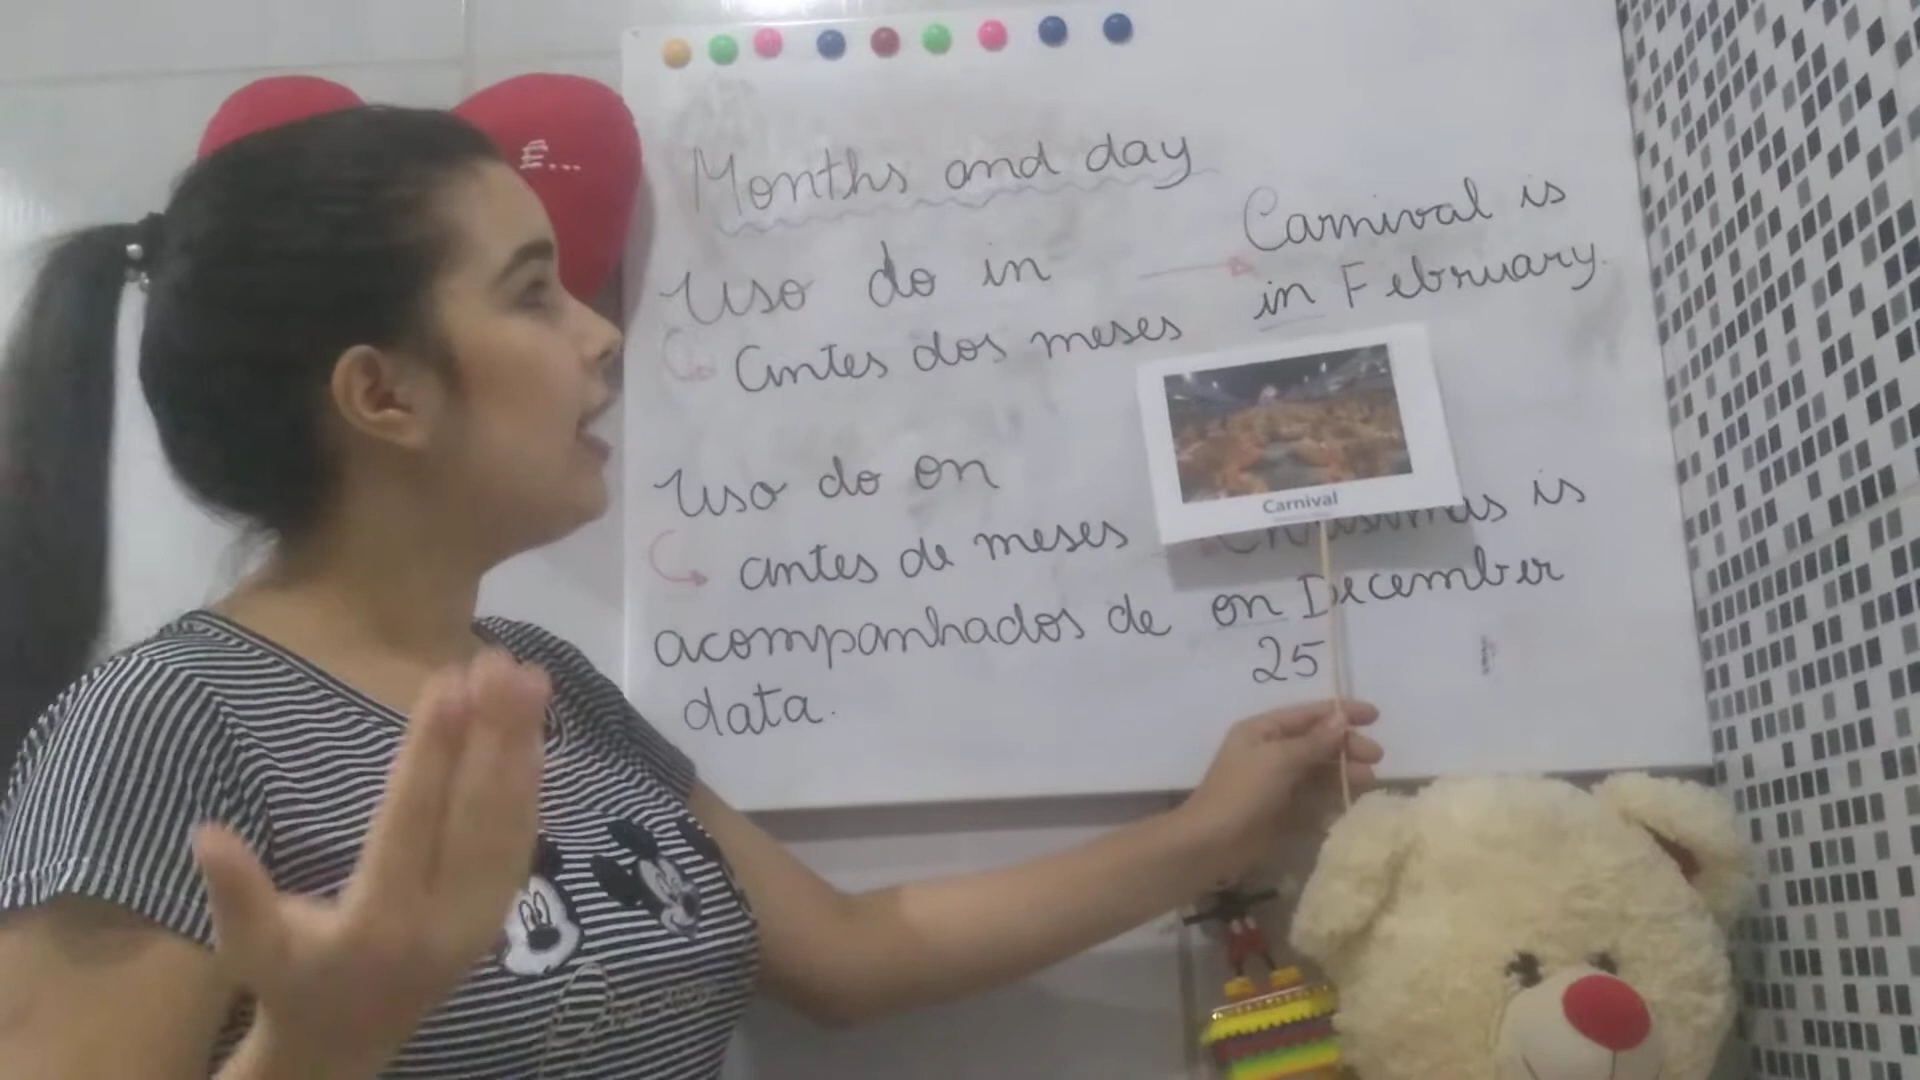 E...
Months and day
Uso do in
Antes dos meses
Carnival is
in February.
Uso do on
antes de meses
acompanhados de
data.
Carnival
is
on December
25